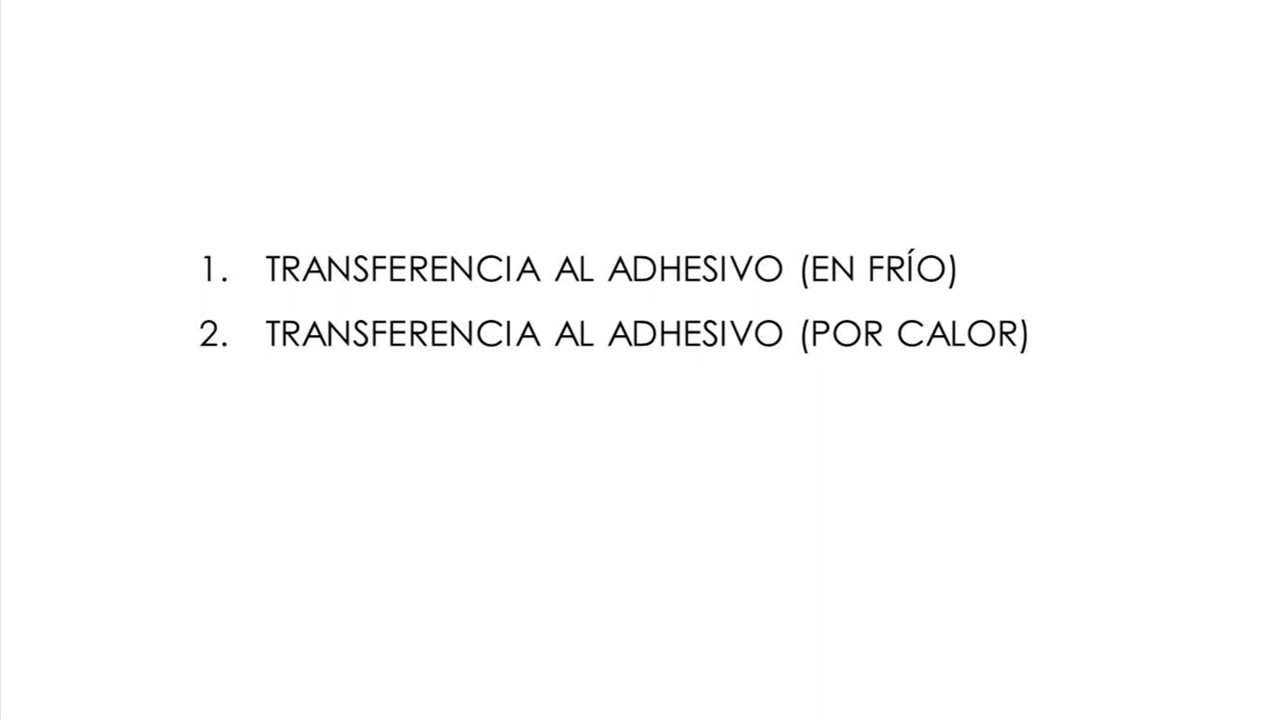 1. TRANSFERENCIA AL ADHESIVO (EN FRÍO)
2. TRANSFERENCIA AL ADHESIVO (POR CALOR)